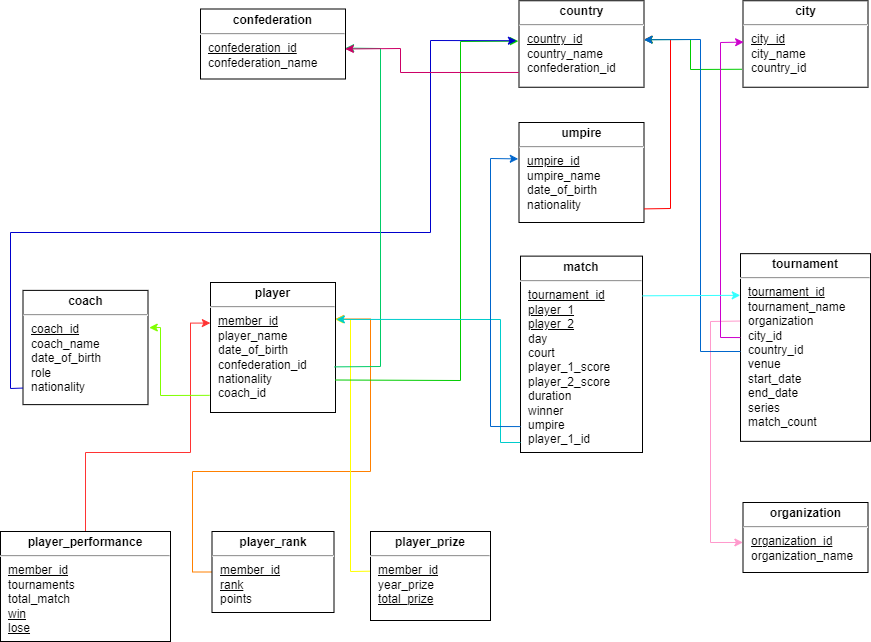 confederation
confederation_id
confederation_name
country
country_id
country_name
confederation_id
city
city_id
city_name
country_id
umpire
umpire_id
umpire_name
date_of_birth
nationality
coach
coach_id
coach_name
date_of_birth
role
nationality
player
member_id
player_name
date_of_birth
confederation_id
nationality
coach_id
match
tournament_id
player_1
player_2
day
court
player_1_score
player_2_score
duration
winner
umpire
player_1_id
tournament
tournament_id
tournament_name
organization
city_id
country_id
venue
start_date
end_date
series
match_count
player_performance
member_id
tournaments
total_match
win
lose
player_rank
member_id
rank
points
player_prize
member_id
year_prize
total_prize
organization
organization_id
organization_name